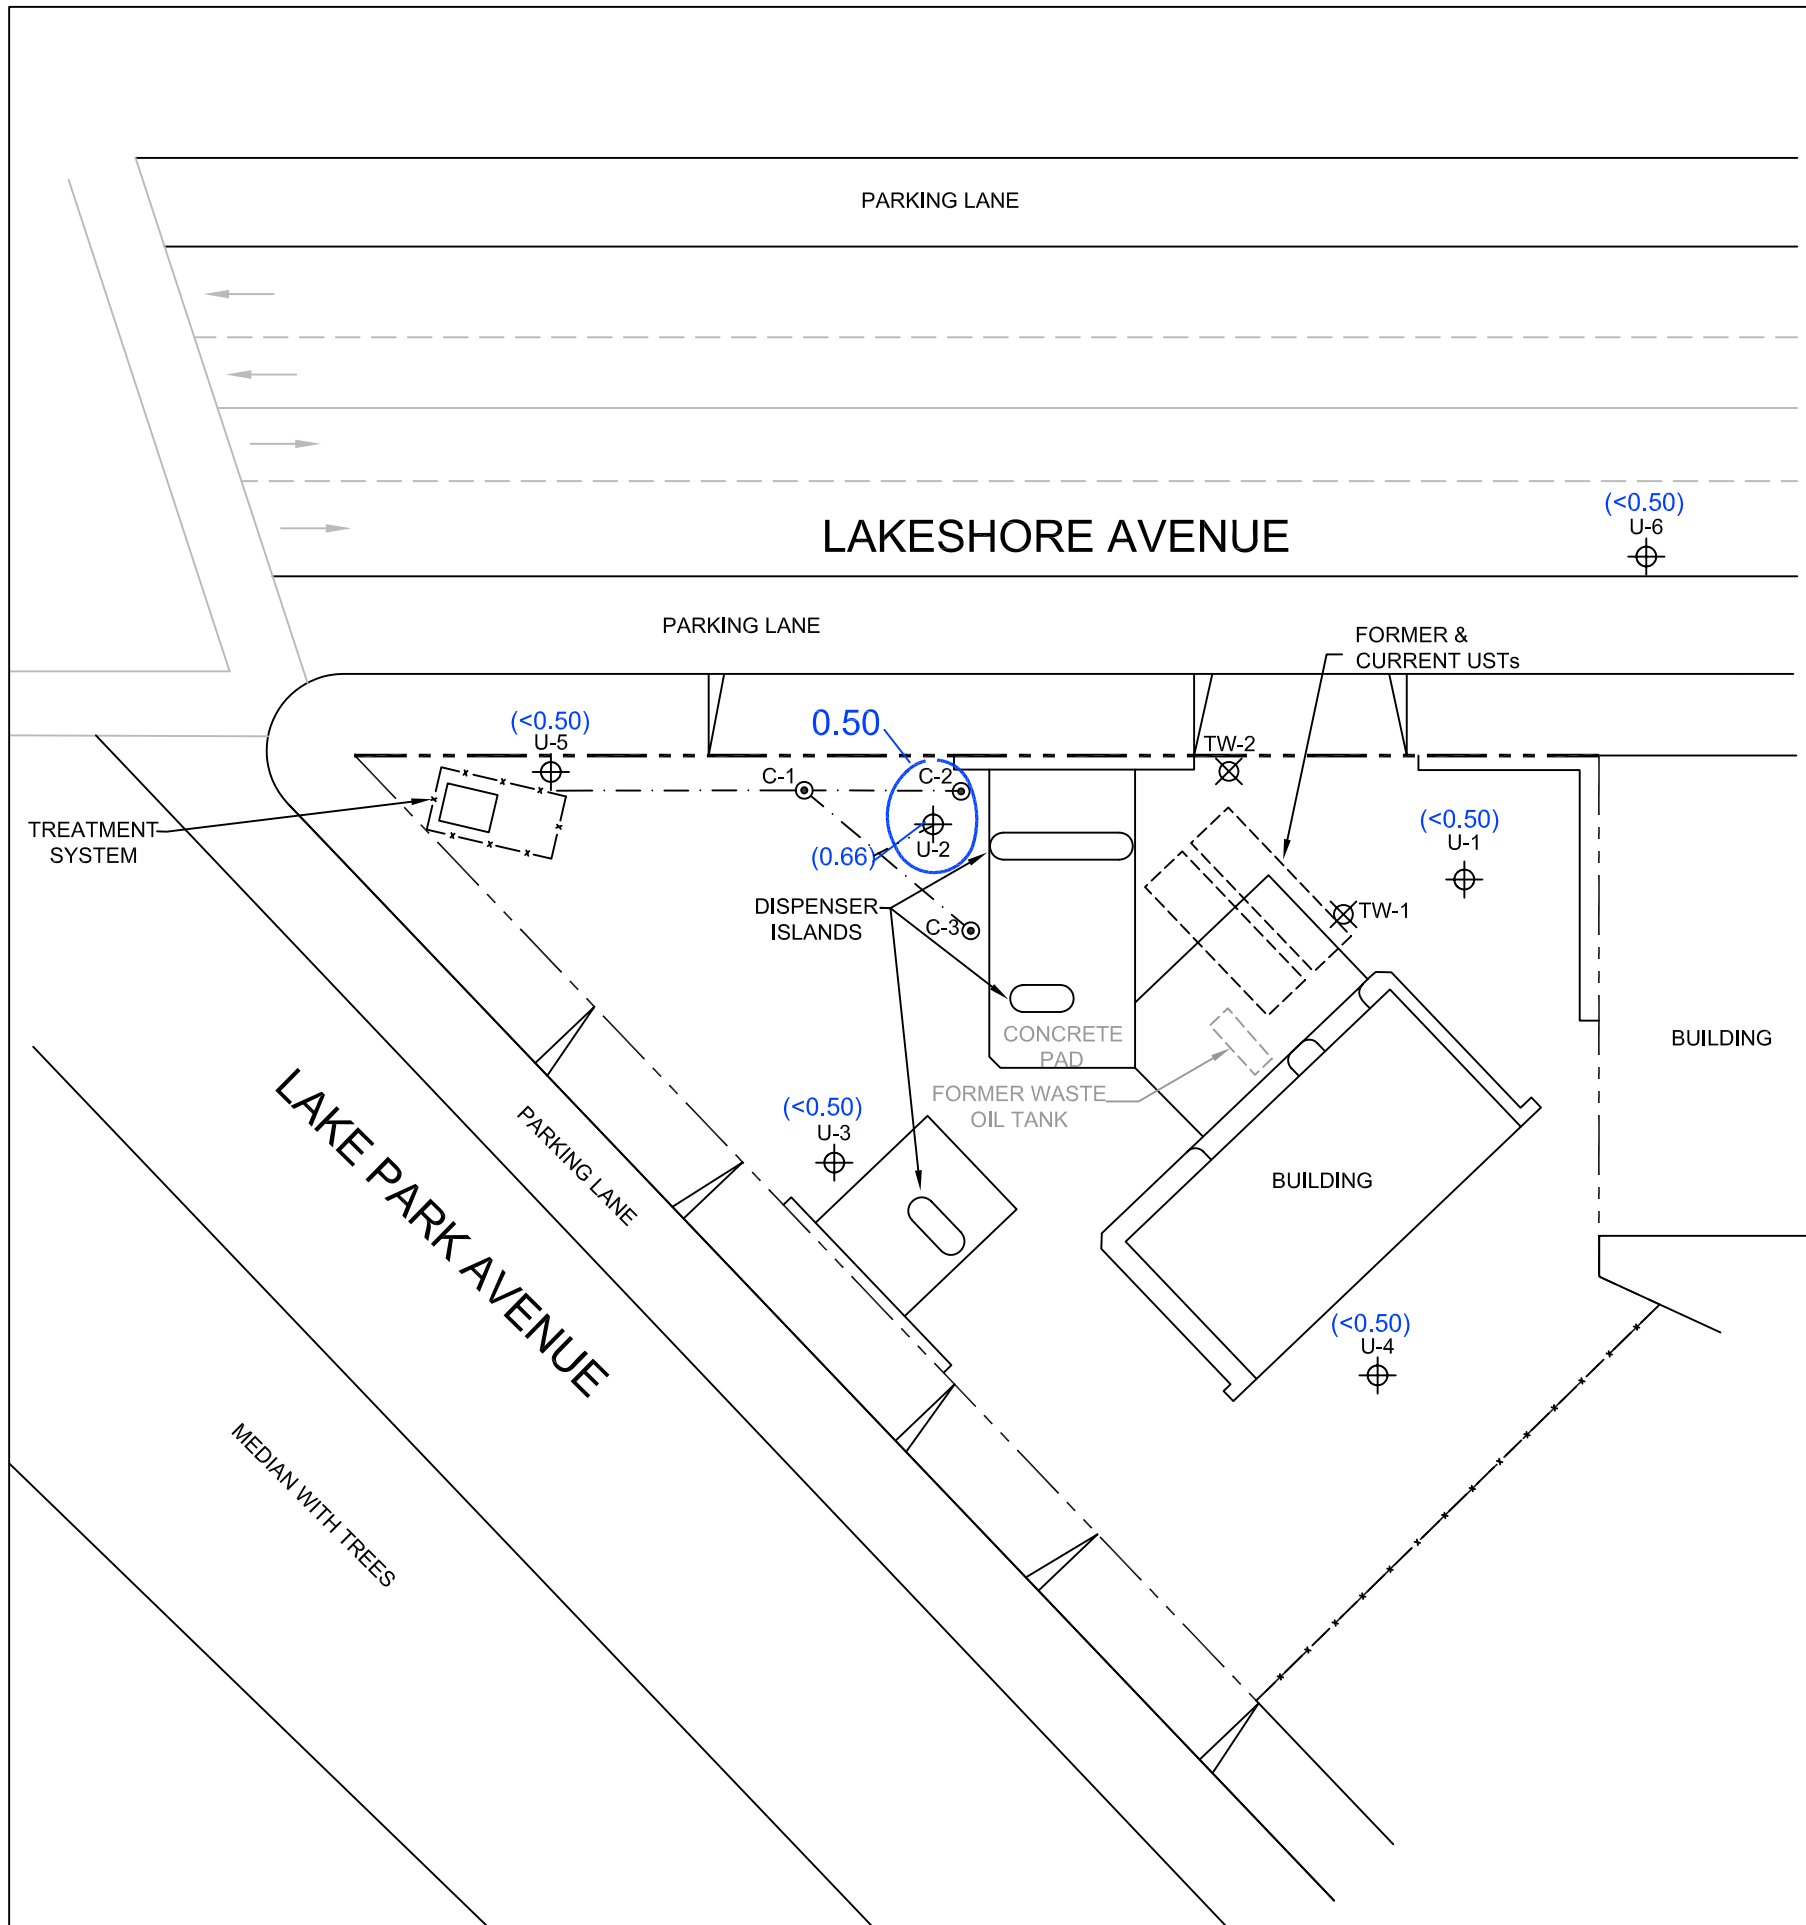 PARKING LANE
(<0.50)
U-6
LAKESHORE AVENUE
PARKING LANE
FORMER &
CURRENT USTs
(<0.50)
U-5
0.50
TW-2
C-1
C-2
TREATMENT
SYSTEM
(<0.50)
U-1
(0.66)
U-2
DISPENSER
ISLANDS
C-3
TW-1
CONCRETE
PAD
BUILDING
FORMER WASTE
OIL TANK
(<0.50)
U-3
LAKE PARK AVENUE
PARKING LANE
BUILDING
(<0.50)
U-4
MEDIAN WITH TREES